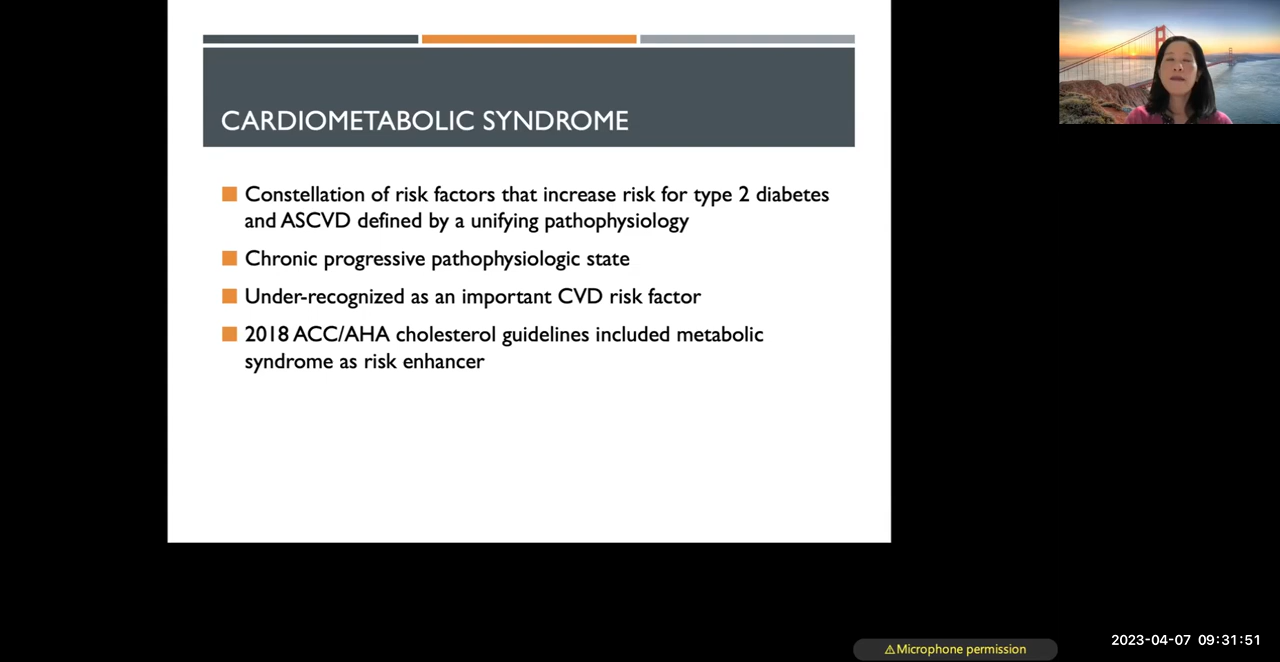 CARDIOMETABOLIC SYNDROME
Constellation of risk factors that increase risk for type 2 diabetes
and ASCVD defined by a unifying pathophysiology
Chronic progressive pathophysiologic state
Under-recognized as an important CVD risk factor
2018 ACC/AHA cholesterol guidelines included metabolic
syndrome as risk enhancer
⚠Microphone permission
2023-04-07 09:31:51